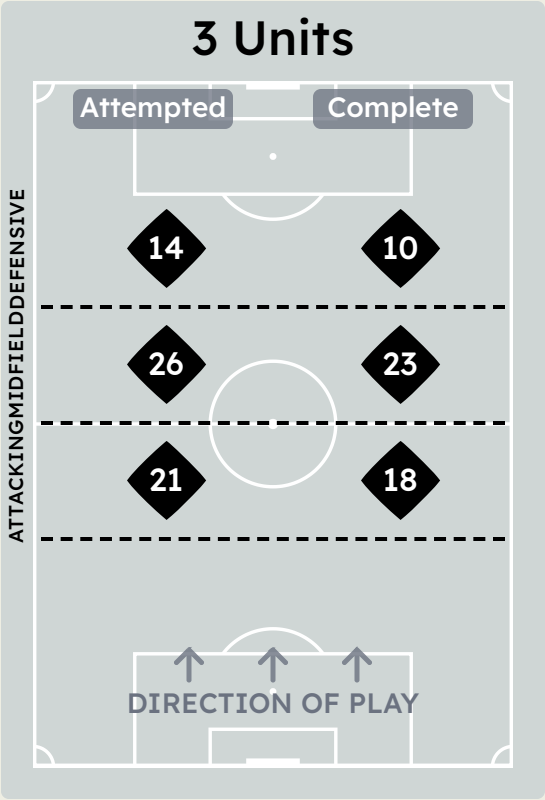 3 Units
Attempted Complete
14 10
26 23
21 18
ATTACKINGMIDFIELDDEFENSIVE
DIRECTION OF PLAY